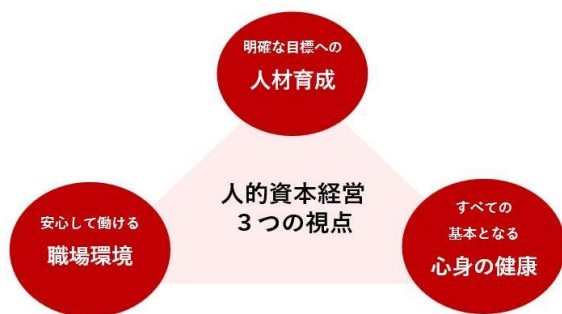 明確な目標への
人材育成
人的資本経営
３つの視点
安心して働ける
職場環境
すべての
基本となる
心身の健康